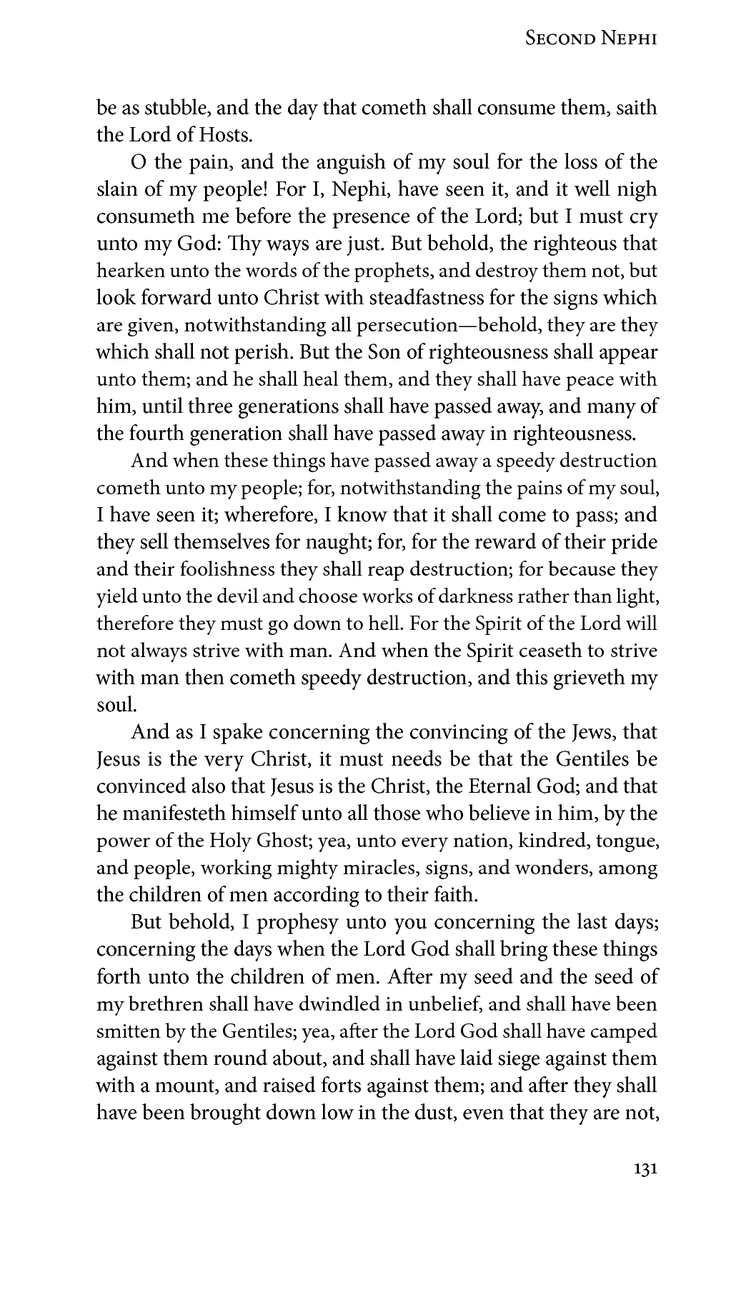 Second Nephi
be as stubble, and the day that cometh shall consume them, saith
the Lord of Hosts.
O the pain, and the anguish of my soul for the loss of the
slain of my people! For I, Nephi, have seen it, and it well nigh
consumeth me before the presence of the Lord; but I must cry
unto my God: Thy ways are just. But behold, the righteous that
hearken unto the words of the prophets, and destroy them not, but
look forward unto Christ with steadfastness for the signs which
are given, notwithstanding all persecution—behold, they are they
which shall not perish. But the Son of righteousness shall appear
unto them; and he shall heal them, and they shall have peace with
him, until three generations shall have passed away, and many of
the fourth generation shall have passed away in righteousness.
And when these things have passed away a speedy destruction
cometh unto my people; for, notwithstanding the pains of my soul,
I have seen it; wherefore, I know that it shall come to pass; and
they sell themselves for naught; for, for the reward of their pride
and their foolishness they shall reap destruction; for because they
yield unto the devil and choose works of darkness rather than light,
therefore they must go down to hell. For the Spirit of the Lord will
not always strive with man. And when the Spirit ceaseth to strive
with man then cometh speedy destruction, and this grieveth my
soul.
And as I spake concerning the convincing of the Jews, that
Jesus is the very Christ, it must needs be that the Gentiles be
convinced also that Jesus is the Christ, the Eternal God; and that
he manifesteth himself unto all those who believe in him, by the
power of the Holy Ghost; yea, unto every nation, kindred, tongue,
and people, working mighty miracles, signs, and wonders, among
the children of men according to their faith.
But behold, I prophesy unto you concerning the last days;
concerning the days when the Lord God shall bring these things
forth unto the children of men. After my seed and the seed of
my brethren shall have dwindled in unbelief, and shall have been
smitten by the Gentiles; yea, after the Lord God shall have camped
against them round about, and shall have laid siege against them
with a mount, and raised forts against them; and after they shall
have been brought down low in the dust, even that they are not,
131